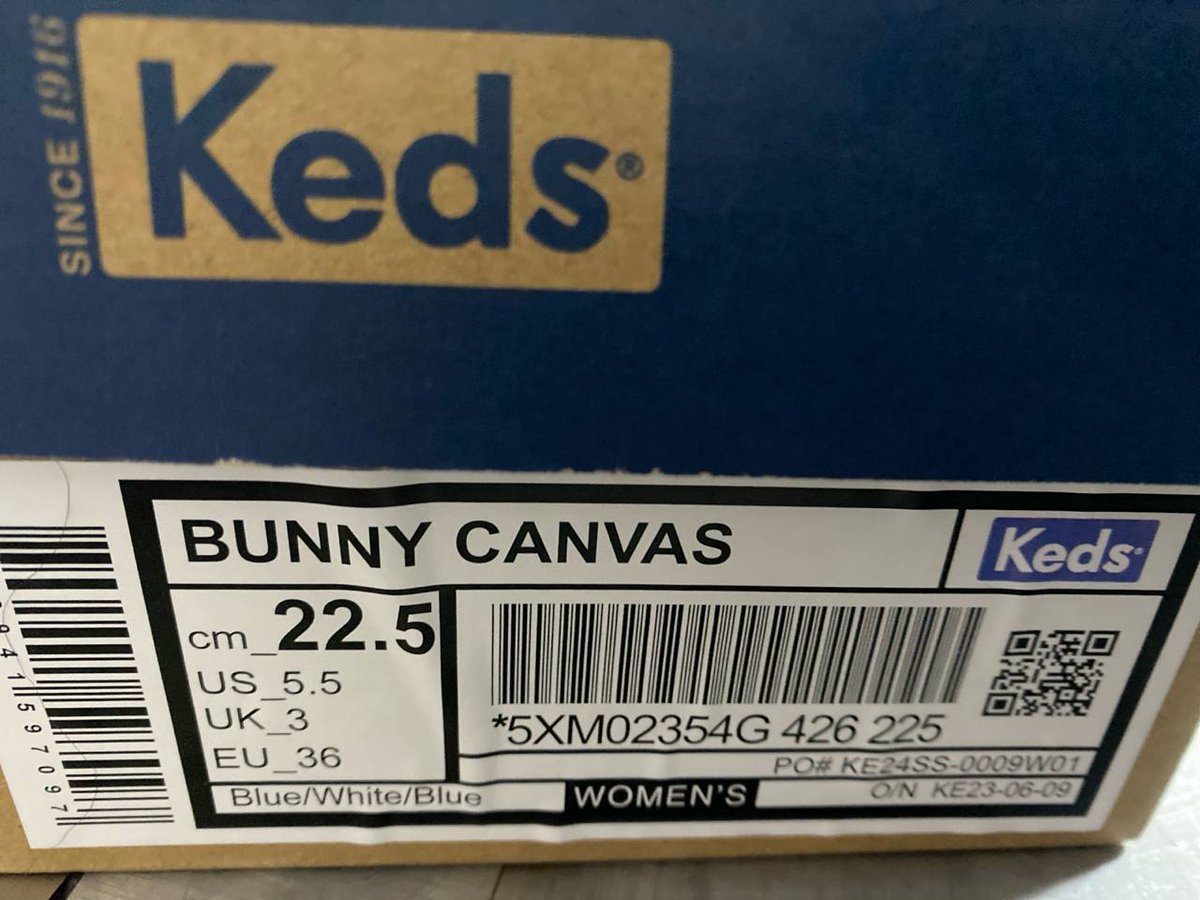 SINCE 1916
Keds®
BUNNY CANVAS
Keds
cm_22.5
US_5.5
UK_3
EU_36
*5XM02354G 426 225
PO# KE24SS-0009W01
Blue/White/Blue
WOMEN'S
O/N KE23-06-09
941597097